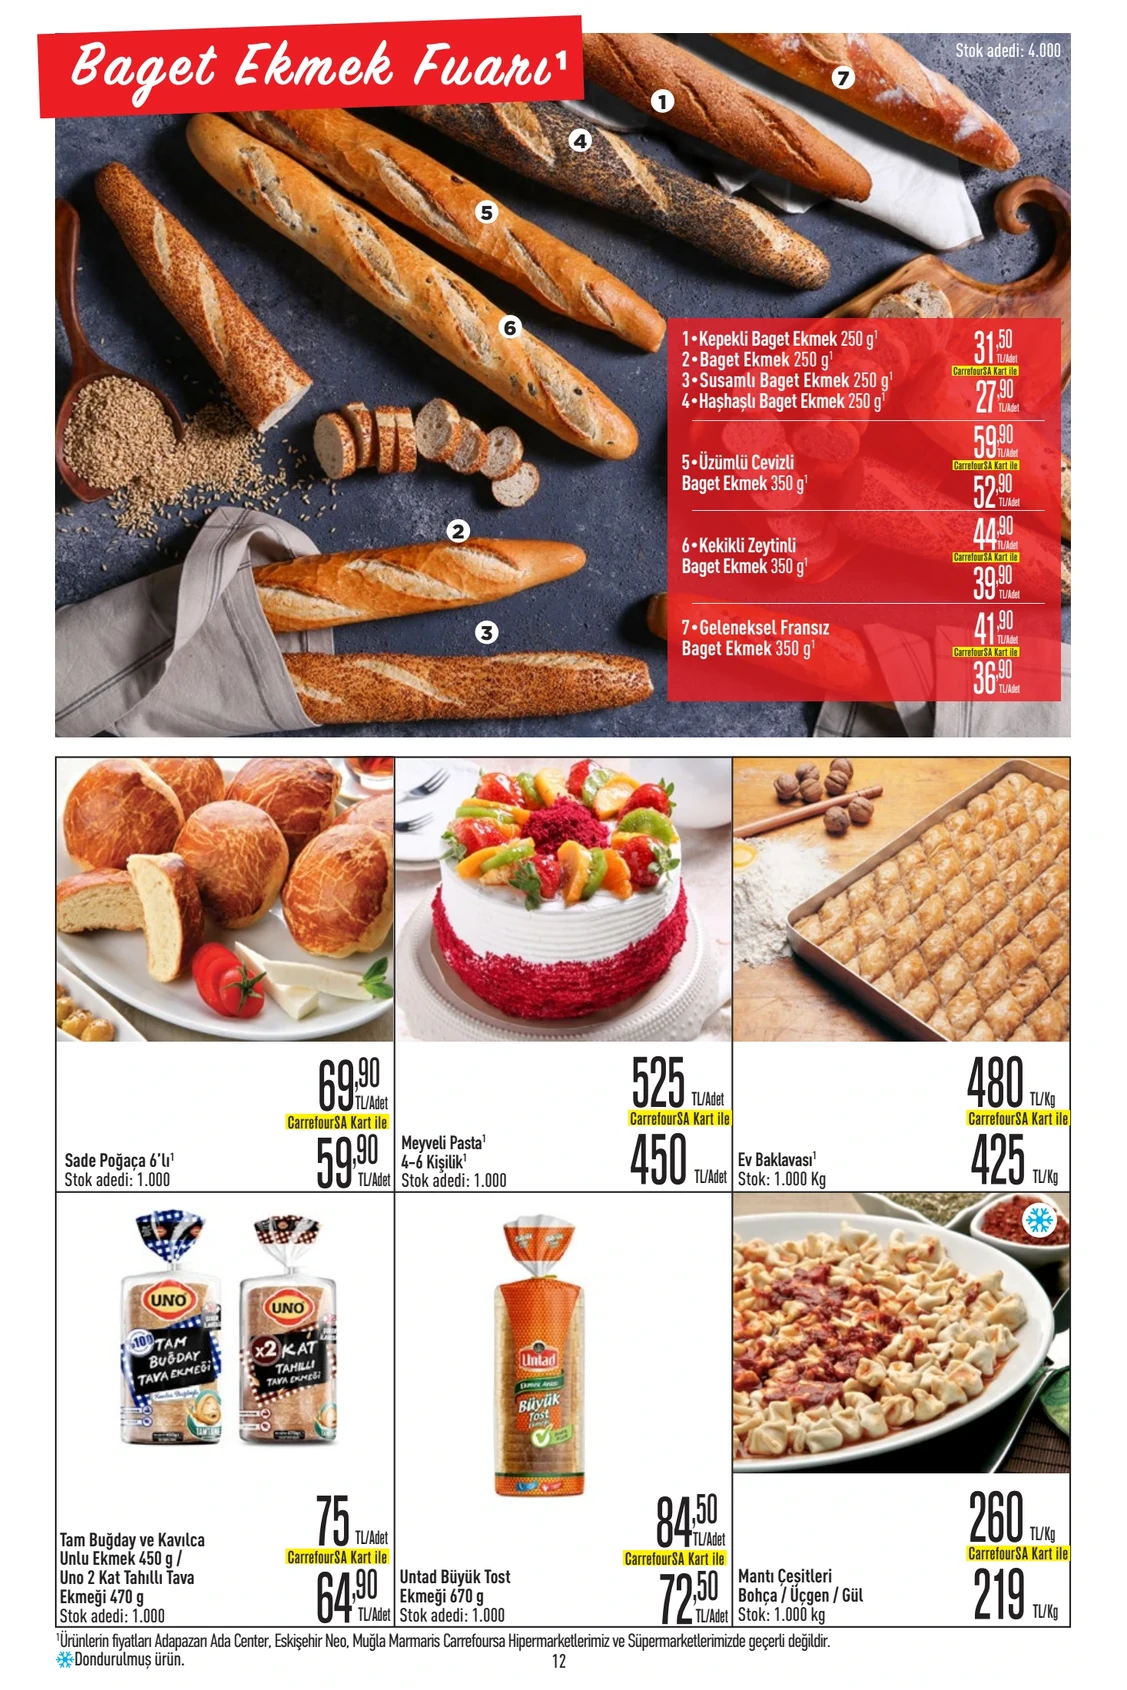 Baget Ekmek Fuarı¹
Stok adedi: 4.000
1
7
4
5
6
2
3
1•Kepekli Baget Ekmek 250 g¹
2•Baget Ekmek 250 g¹
3•Susamlı Baget Ekmek 250 g¹
4•Haşhaşlı Baget Ekmek 250 g¹
31,50 TL/Adet
CarrefourSA Kart ile
27,90 TL/Adet
5•Üzümlü Cevizli
Baget Ekmek 350 g¹
59,90 TL/Adet
CarrefourSA Kart ile
52,90 TL/Adet
6•Kekikli Zeytinli
Baget Ekmek 350 g¹
44,90 TL/Adet
CarrefourSA Kart ile
39,90 TL/Adet
7•Geleneksel Fransız
Baget Ekmek 350 g¹
41,90 TL/Adet
CarrefourSA Kart ile
36,90 TL/Adet
69,90 TL/Adet
CarrefourSA Kart ile
59,90 TL/Adet
Sade Poğaça 6'lı¹
Stok adedi: 1.000
525 TL/Adet
CarrefourSA Kart ile
450 TL/Adet
Meyveli Pasta¹
4-6 Kişilik¹
Stok adedi: 1.000
480 TL/Kg
CarrefourSA Kart ile
425 TL/Kg
Ev Baklavası¹
Stok: 1.000 Kg
UNO
%100
TAM
BUĞDAY
TAVA EKMEĞİ
UNO
x2 KAT
TAHILLI
TAVA EKMEĞİ
75 TL/Adet
CarrefourSA Kart ile
64,90 TL/Adet
Tam Buğday ve Kavılca
Unlu Ekmek 450 g /
Uno 2 Kat Tahıllı Tava
Ekmeği 470 g
Stok adedi: 1.000
Untad
Büyük
Tost
Ekmeği
84,50 TL/Adet
CarrefourSA Kart ile
72,50 TL/Adet
Untad Büyük Tost
Ekmeği 670 g
Stok adedi: 1.000
260 TL/Kg
CarrefourSA Kart ile
219 TL/Kg
Mantı Çeşitleri
Bohça / Üçgen / Gül
Stok: 1.000 kg
¹Ürünlerin fiyatları Adapazarı Ada Center, Eskişehir Neo, Muğla Marmaris Carrefoursa Hipermarketlerimiz ve Süpermarketlerimizde geçerli değildir.
Dondurulmuş ürün.
12